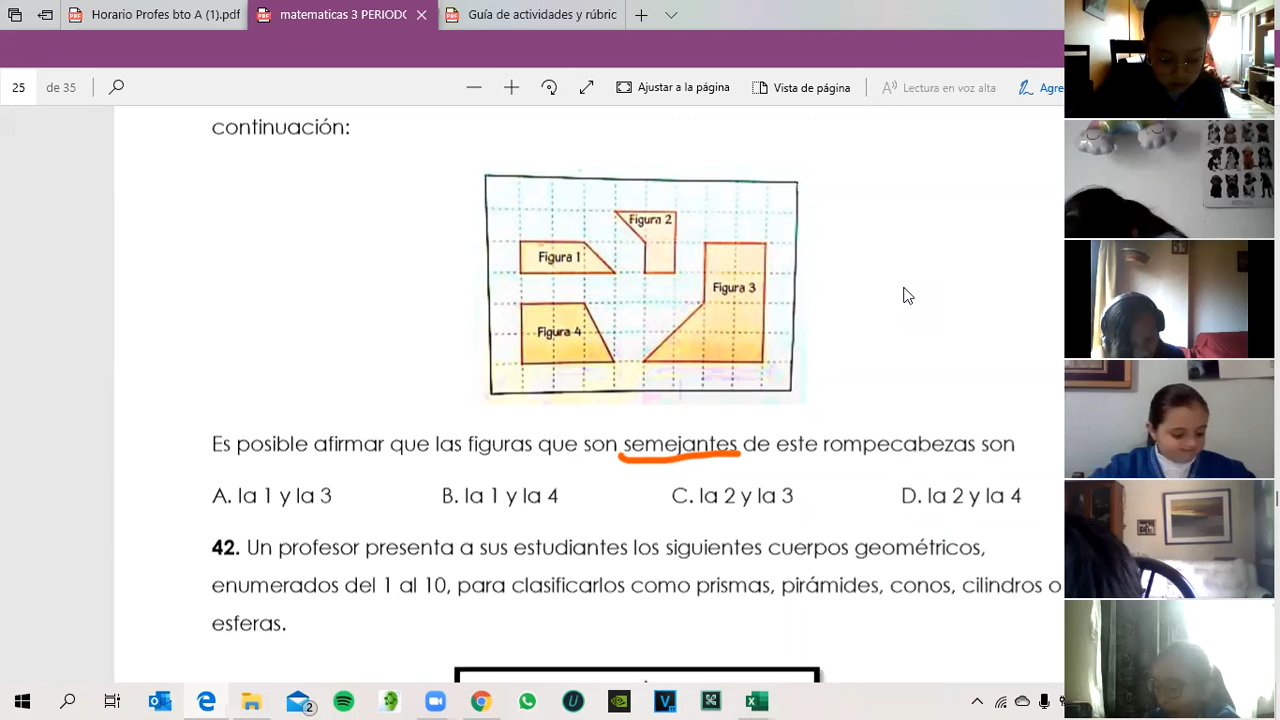 Horario Profes bto A (1).pdf
matematicas 3 PERIODO
Guía de actividades y rúbric
25 de 35
Ajustar a la página
Vista de página
Lectura en voz alta
Agre
continuación:
Figura 2
Figura 1
Figura 3
Figura 4
Es posible afirmar que las figuras que son semejantes de este rompecabezas son
A. la 1 y la 3
B. la 1 y la 4
C. la 2 y la 3
D. la 2 y la 4
42. Un profesor presenta a sus estudiantes los siguientes cuerpos geométricos,
enumerados del 1 al 10, para clasificarlos como prismas, pirámides, conos, cilindros o
esferas.